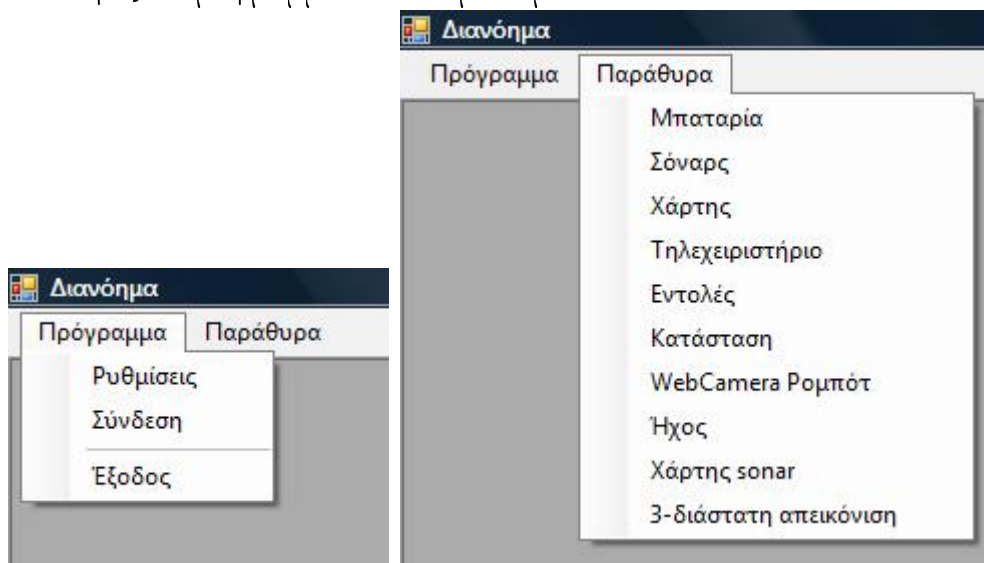 Διανόημα
Πρόγραμμα Παράθυρα
Ρυθμίσεις
Σύνδεση
Έξοδος
Διανόημα
Πρόγραμμα Παράθυρα
Μπαταρία
Σόναρς
Χάρτης
Τηλεχειριστήριο
Εντολές
Κατάσταση
WebCamera Ρομπότ
Ήχος
Χάρτης sonar
3-διάστατη απεικόνιση